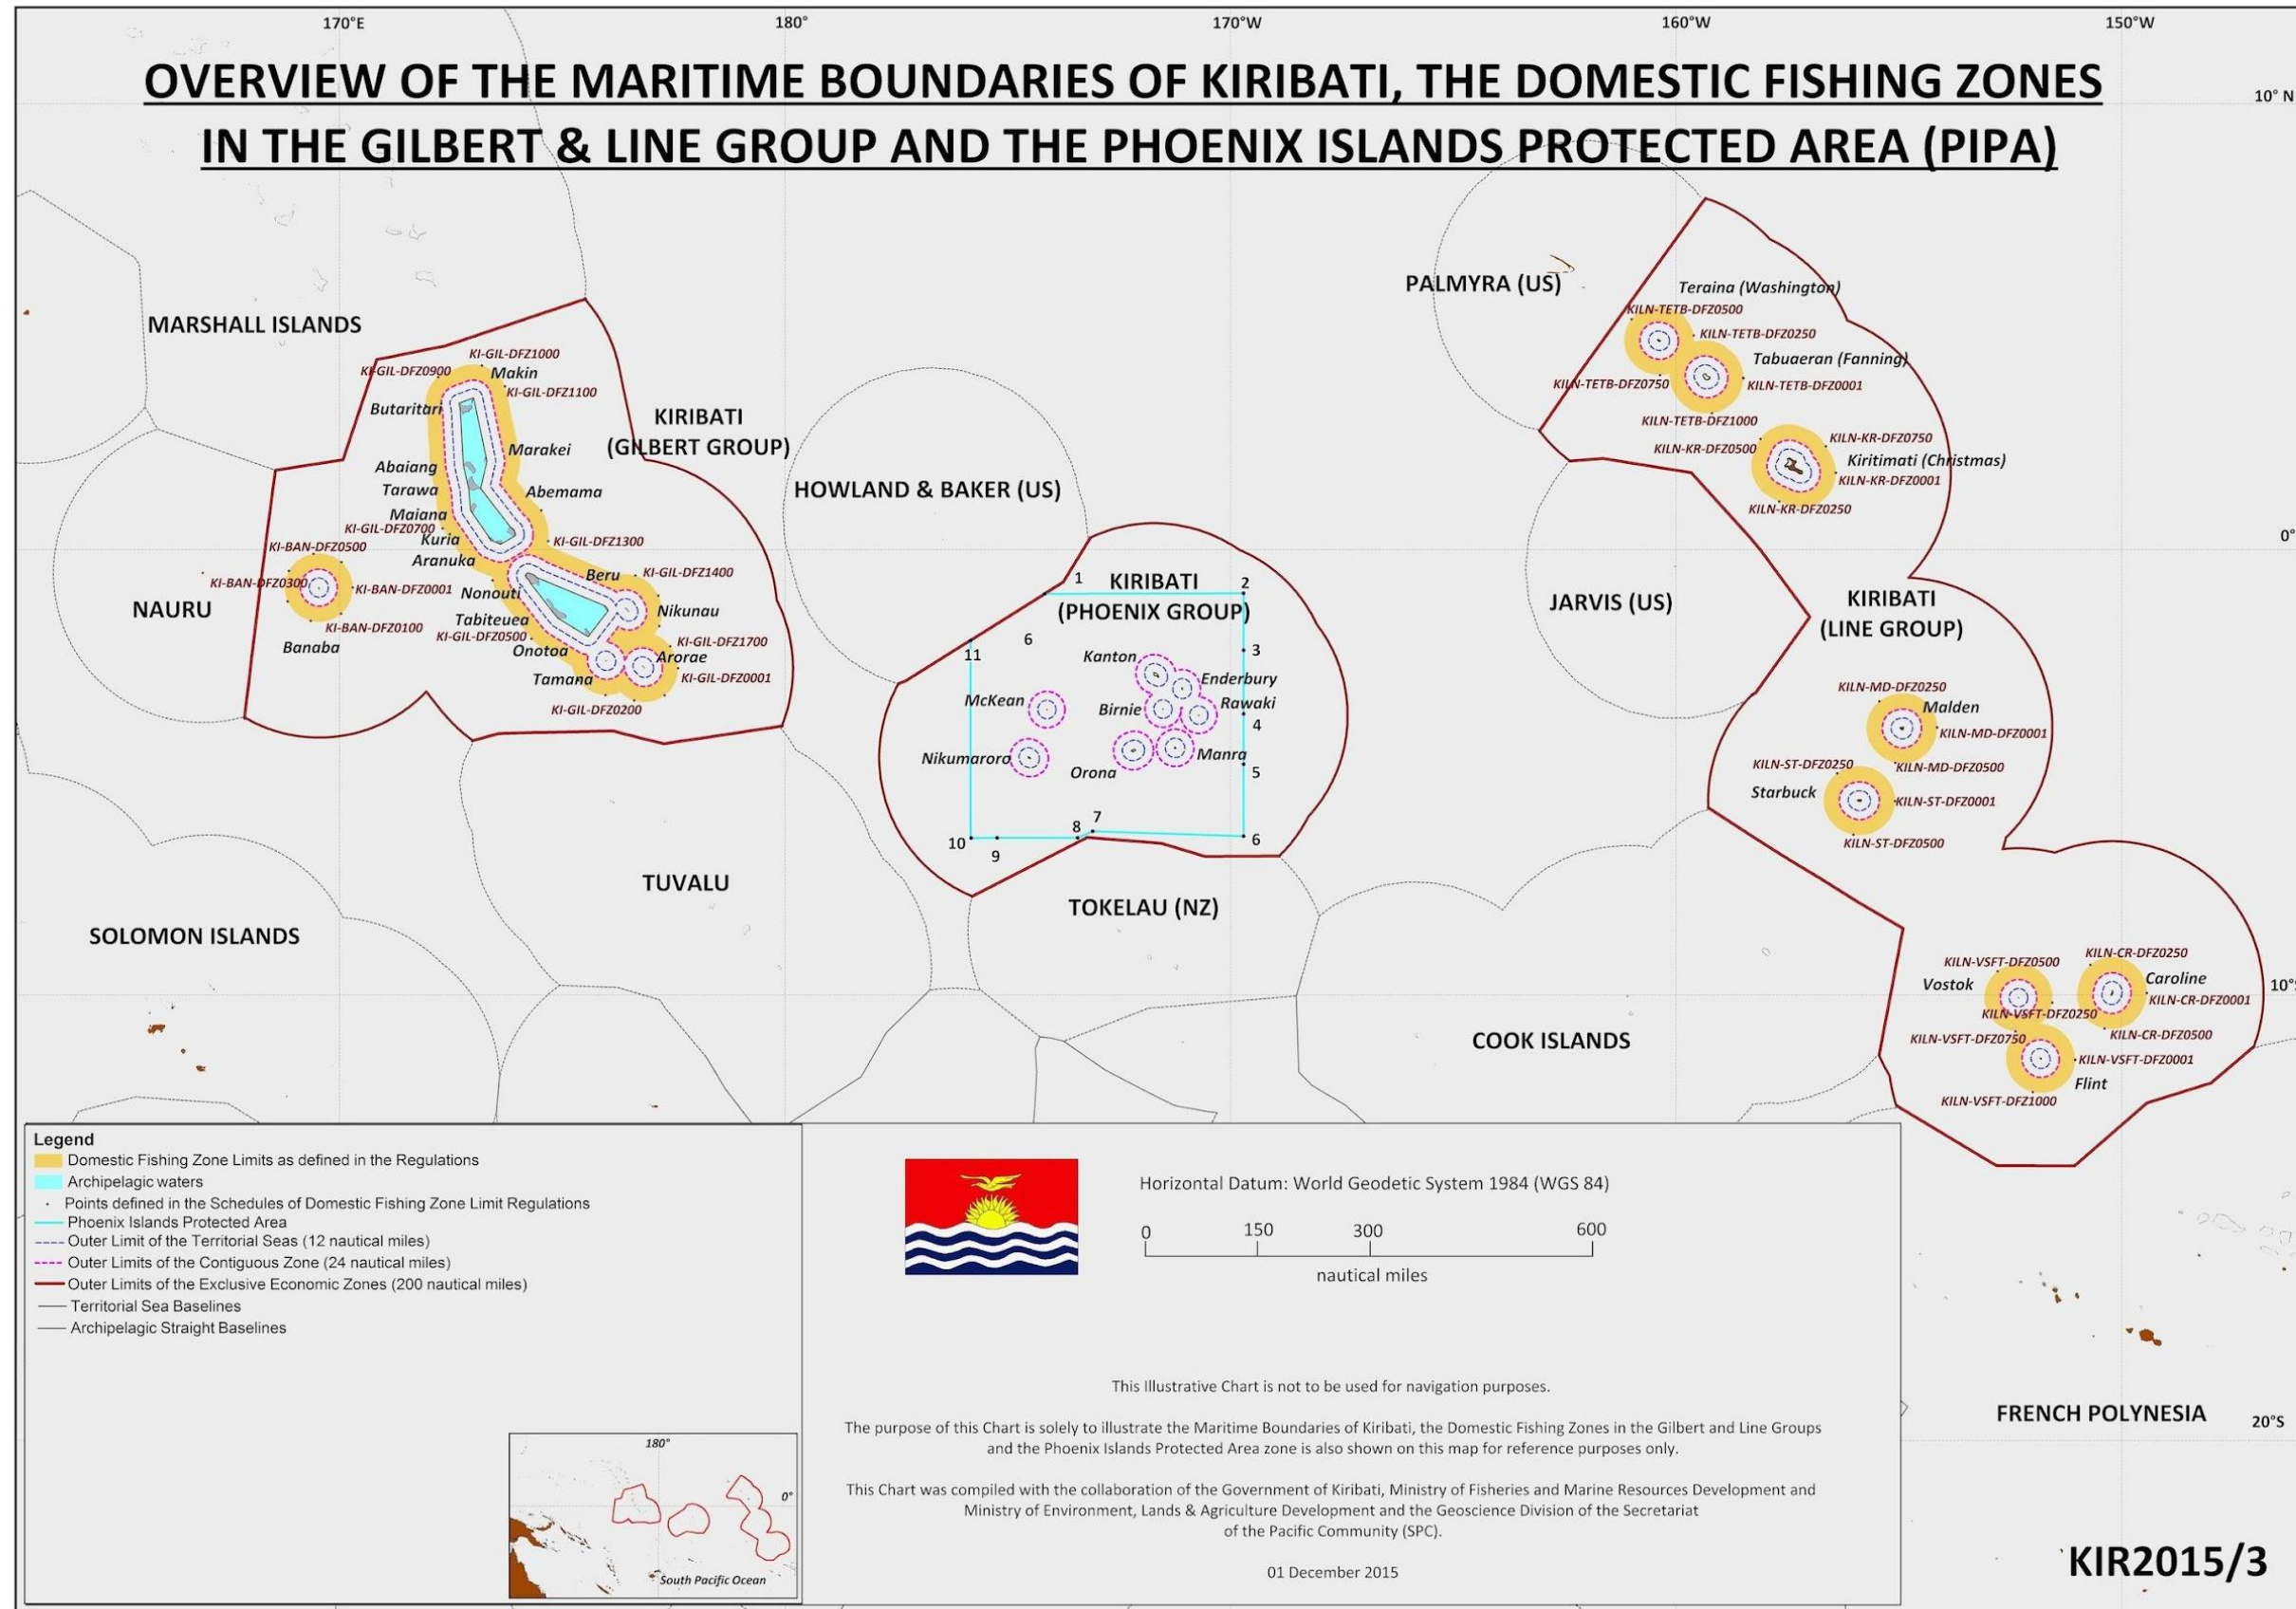 170°E 180° 170°W 160°W 150°W
OVERVIEW OF THE MARITIME BOUNDARIES OF KIRIBATI, THE DOMESTIC FISHING ZONES
IN THE GILBERT & LINE GROUP AND THE PHOENIX ISLANDS PROTECTED AREA (PIPA)
10° N
MARSHALL ISLANDS
KI-GIL-DFZ1000
KI-GIL-DFZ0900
Makin
KI-GIL-DFZ1100
Butaritari
KIRIBATI
(GILBERT GROUP)
Marakei
Abaiang
Tarawa
Abemama
Maiana
KI-GIL-DFZ0700
Kuria
KI-GIL-DFZ1300
KI-BAN-DFZ0500
Aranuka
Beru
KI-GIL-DFZ1400
KI-BAN-DFZ0300
KI-BAN-DFZ0001
Nonouti
NAURU
Nikunau
Tabiteuea
KI-BAN-DFZ0100
KI-GIL-DFZ0500
KI-GIL-DFZ1700
Banaba
Onotoa
Arorae
Tamana
KI-GIL-DFZ0001
KI-GIL-DFZ0200
HOWLAND & BAKER (US)
1
KIRIBATI
(PHOENIX GROUP)
2
6
11
3
Kanton
Enderbury
McKean
Birnie
Rawaki
4
Nikumaroro
Orona
Manra
5
7
8
10
9
6
PALMYRA (US)
Teraina (Washington)
KILN-TETB-DFZ0500
KILN-TETB-DFZ0250
Tabuaeran (Fanning)
KILN-TETB-DFZ0750
KILN-TETB-DFZ0001
KILN-TETB-DFZ1000
KILN-KR-DFZ0750
KILN-KR-DFZ0500
Kiritimati (Christmas)
KILN-KR-DFZ0001
KILN-KR-DFZ0250
0°
JARVIS (US)
KIRIBATI
(LINE GROUP)
KILN-MD-DFZ0250
Malden
KILN-MD-DFZ0001
KILN-ST-DFZ0250
KILN-MD-DFZ0500
Starbuck
KILN-ST-DFZ0001
KILN-ST-DFZ0500
TUVALU
TOKELAU (NZ)
SOLOMON ISLANDS
COOK ISLANDS
KILN-CR-DFZ0250
KILN-VSFT-DFZ0500
Vostok
Caroline
10°S
KILN-CR-DFZ0001
KILN-VSFT-DFZ0250
KILN-VSFT-DFZ0750
KILN-CR-DFZ0500
KILN-VSFT-DFZ0001
Flint
KILN-VSFT-DFZ1000
Legend
Domestic Fishing Zone Limits as defined in the Regulations
Archipelagic waters
Points defined in the Schedules of Domestic Fishing Zone Limit Regulations
Phoenix Islands Protected Area
Outer Limit of the Territorial Seas (12 nautical miles)
Outer Limits of the Contiguous Zone (24 nautical miles)
Outer Limits of the Exclusive Economic Zones (200 nautical miles)
Territorial Sea Baselines
Archipelagic Straight Baselines
180°
0°
South Pacific Ocean
Horizontal Datum: World Geodetic System 1984 (WGS 84)
0 150 300 600
nautical miles
This Illustrative Chart is not to be used for navigation purposes.
The purpose of this Chart is solely to illustrate the Maritime Boundaries of Kiribati, the Domestic Fishing Zones in the Gilbert and Line Groups
and the Phoenix Islands Protected Area zone is also shown on this map for reference purposes only.
This Chart was compiled with the collaboration of the Government of Kiribati, Ministry of Fisheries and Marine Resources Development and
Ministry of Environment, Lands & Agriculture Development and the Geoscience Division of the Secretariat
of the Pacific Community (SPC).
01 December 2015
FRENCH POLYNESIA
20°S
KIR2015/3